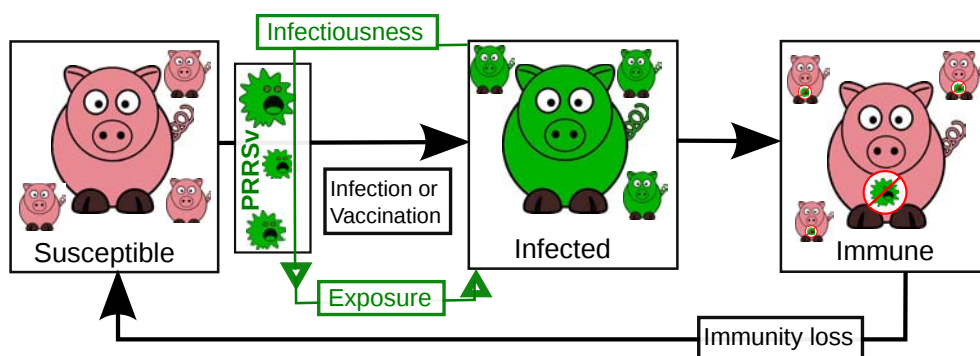 Infectiousness
PRRSv
Infection or
Vaccination
Susceptible
Infected
Immune
Exposure
Immunity loss